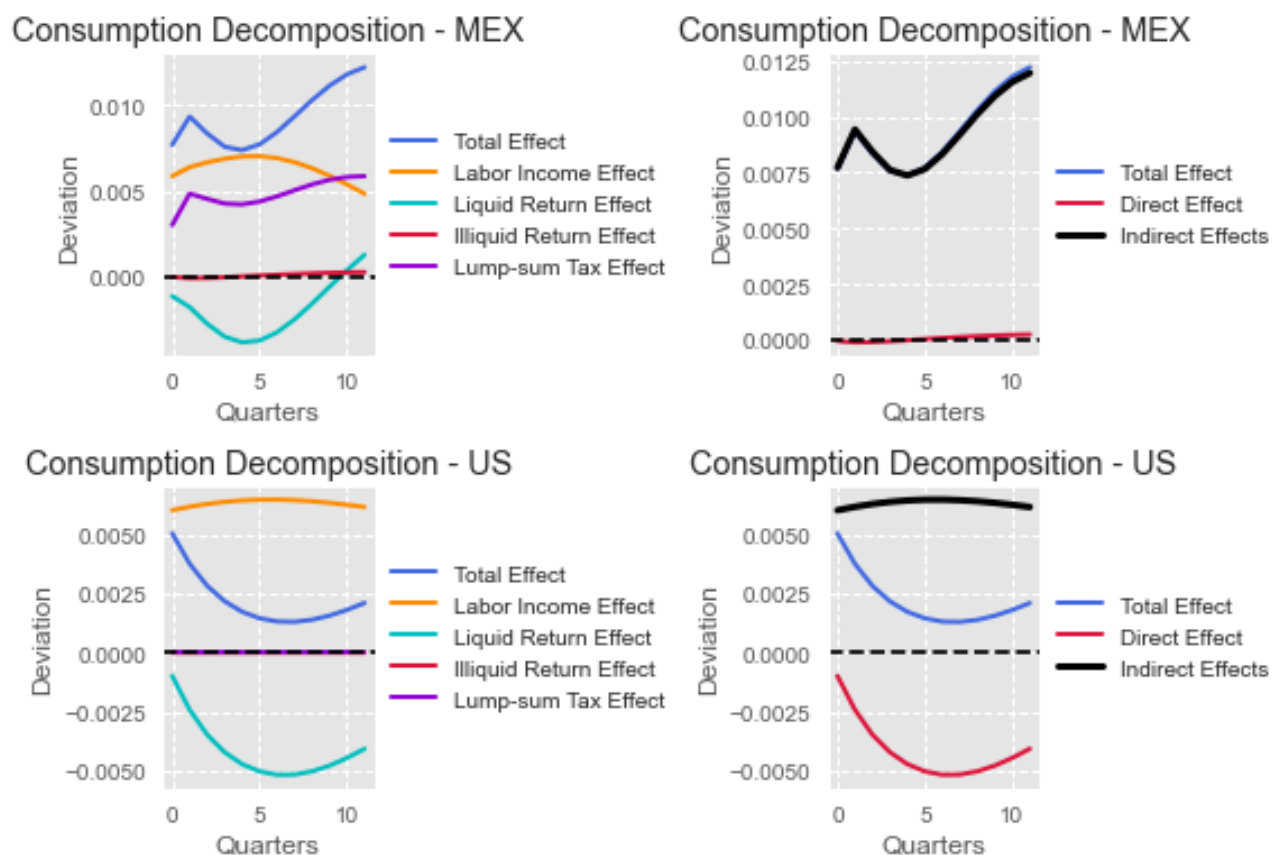 Consumption Decomposition - MEX
0.010
0.005
0.000
Deviation
0
5
10
Quarters
Total Effect
Labor Income Effect
Liquid Return Effect
Illiquid Return Effect
Lump-sum Tax Effect
Consumption Decomposition - MEX
0.0125
0.0100
0.0075
0.0050
0.0025
0.0000
Deviation
0
5
10
Quarters
Total Effect
Direct Effect
Indirect Effects
Consumption Decomposition - US
0.0050
0.0025
0.0000
−0.0025
−0.0050
Deviation
0
5
10
Quarters
Total Effect
Labor Income Effect
Liquid Return Effect
Illiquid Return Effect
Lump-sum Tax Effect
Consumption Decomposition - US
0.0050
0.0025
0.0000
−0.0025
−0.0050
Deviation
0
5
10
Quarters
Total Effect
Direct Effect
Indirect Effects